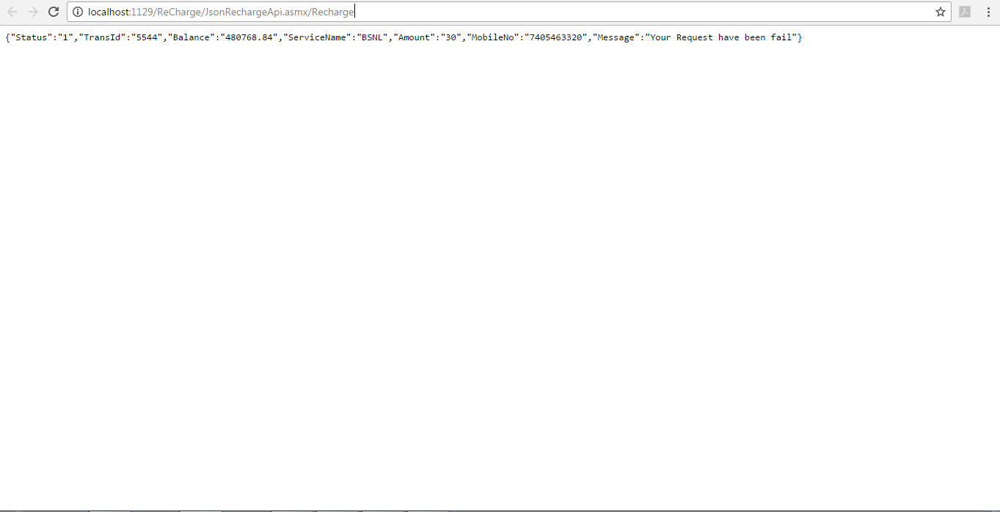 localhost:1129/ReCharge/JsonRechargeApi.asmx/Recharge
{"Status":"1","TransId":"5544","Balance":"480768.84","ServiceName":"BSNL","Amount":"30","MobileNo":"7405463320","Message":"Your Request have been fail"}